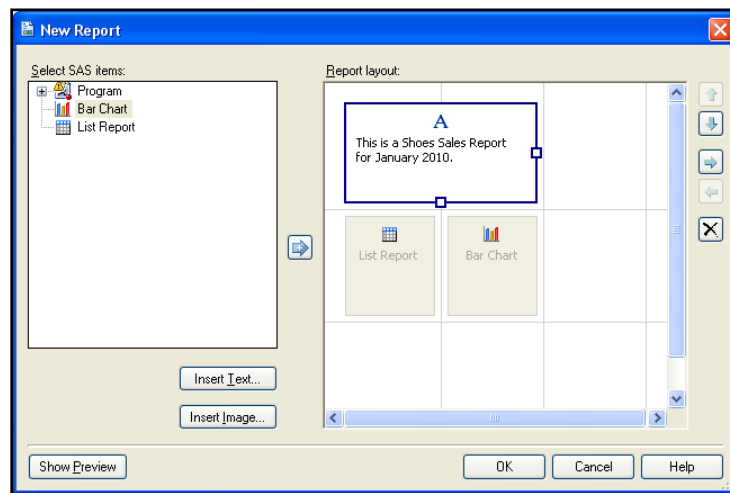 New Report
Select SAS items:
Report layout:
Program
Bar Chart
List Report
A
This is a Shoes Sales Report
for January 2010.
List Report
Bar Chart
Insert Text...
Insert Image...
Show Preview
OK
Cancel
Help